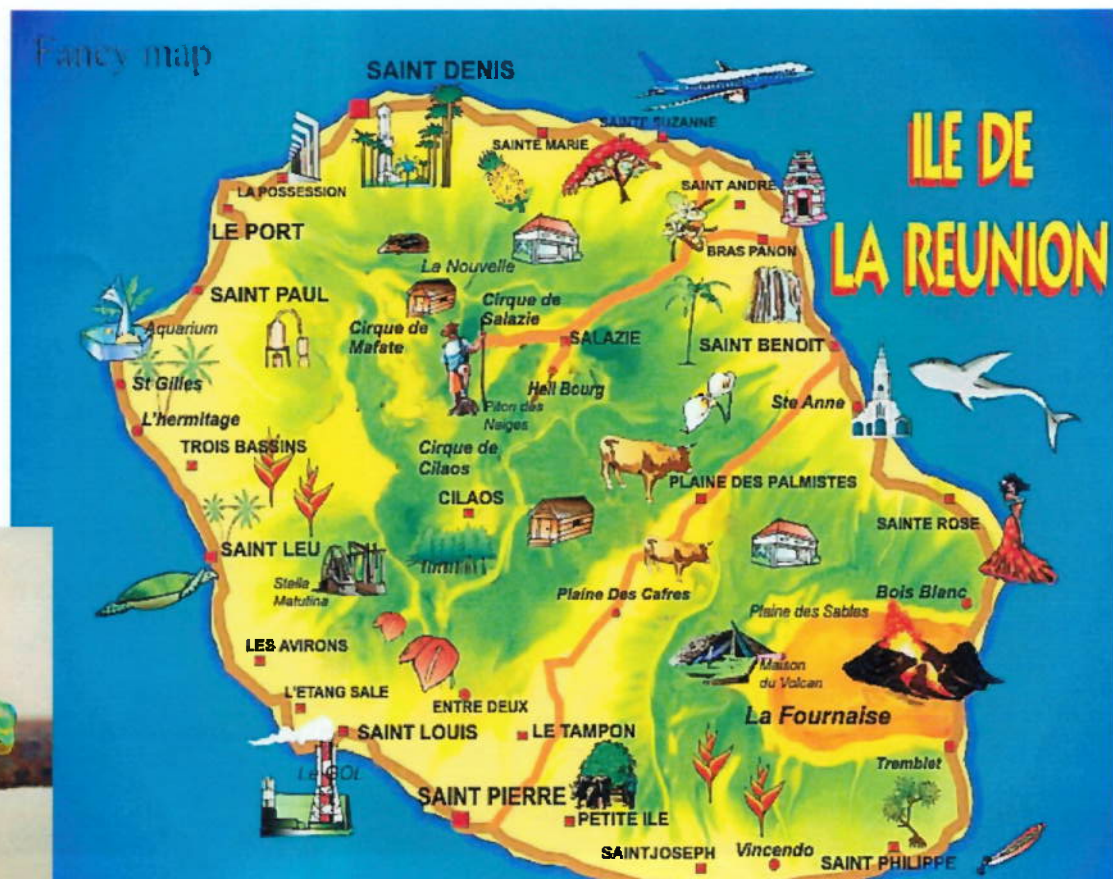 Fancy map
SAINT DENIS
SAINTE SUZANNE
ILE DE
LA REUNION
SAINTE MARIE
LA POSSESSION
SAINT ANDRE
LE PORT
BRAS PANON
La Nouvelle
SAINT PAUL
Cirque de
Salazie
Aquarium
Cirque de
Mafate
SALAZIE
SAINT BENOIT
St Gilles
Hell Bourg
Ste Anne
Piton des
Neiges
L'hermitage
TROIS BASSINS
Cirque de
Cilaos
CILAOS
PLAINE DES PALMISTES
SAINTE ROSE
SAINT LEU
Stella
Matutina
Plaine Des Cafres
Bois Blanc
Plaine des Sables
LES AVIRONS
Maison
du Volcan
L'ETANG SALE
ENTRE DEUX
La Fournaise
SAINT LOUIS
LE TAMPON
Tremblet
Le GOL
SAINT PIERRE
PETITE ILE
SAINTJOSEPH
Vincendo
SAINT PHILIPPE